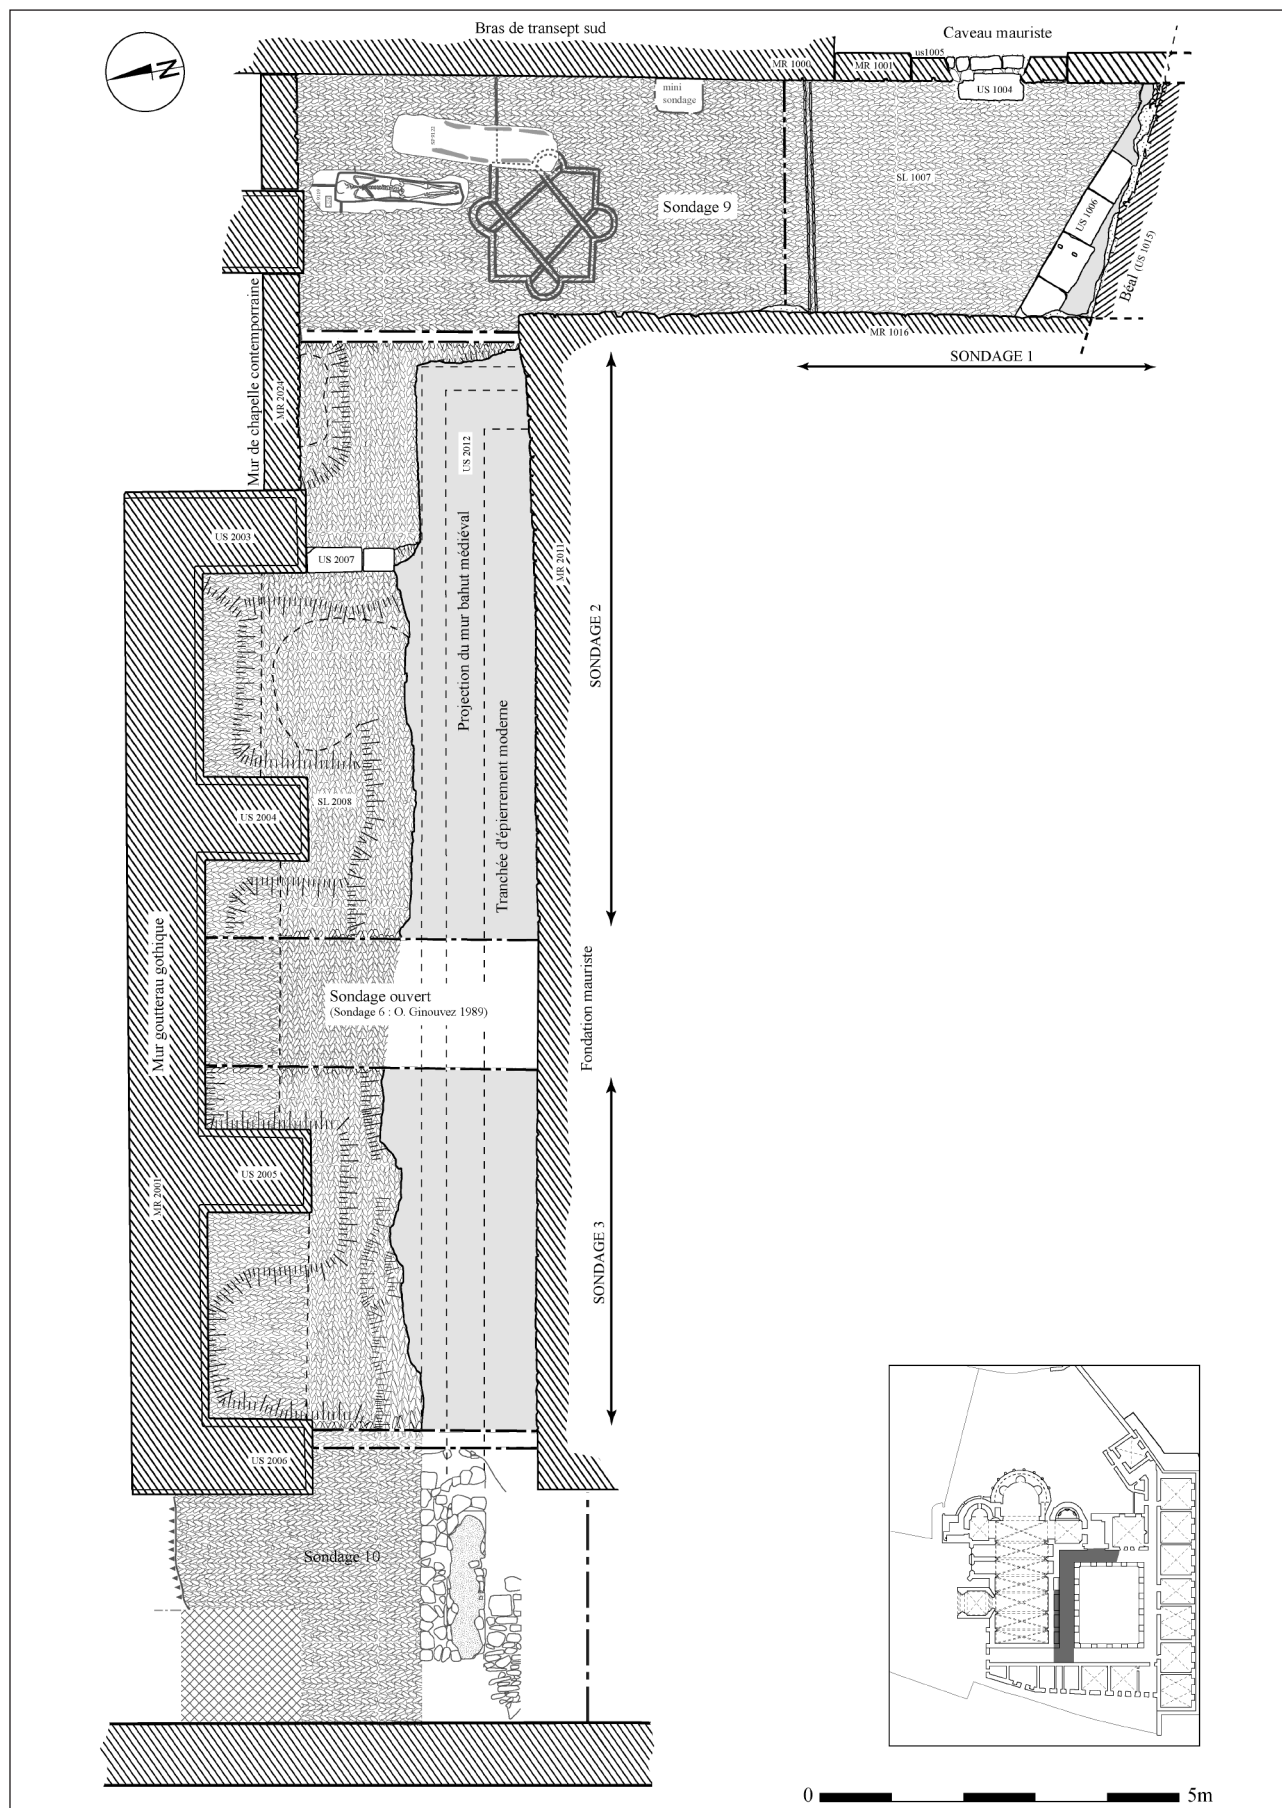 Bras de transept sud
Caveau mauriste
N
MR 1000
MR 1001
us1005
US 1004
mini
sondage
SL 1007
Sondage 9
US 1006
Béal (US 1015)
MR 1016
SONDAGE 1
Mur de chapelle contemporraine
MR 2024
US 2012
US 2003
US 2007
Projection du mur bahut médiéval
MR 2011
SONDAGE 2
Tranchée d'épierrement moderne
SL 2008
US 2004
Mur goutterau gothique
Sondage ouvert
(Sondage 6 : O. Ginouvez 1989)
Fondation mauriste
US 2005
MR 2001
SONDAGE 3
US 2006
Sondage 10
0
5m